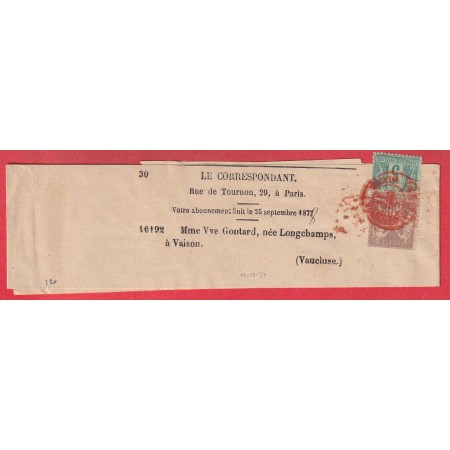 30
LE CORRESPONDANT.
Rue de Tournon, 29, à Paris.
Votre abonnement finit le 25 septembre 1878
16192 Mme Vve Gontard, née Longchamps,
à Vaison.
(Vaucluse.)
120